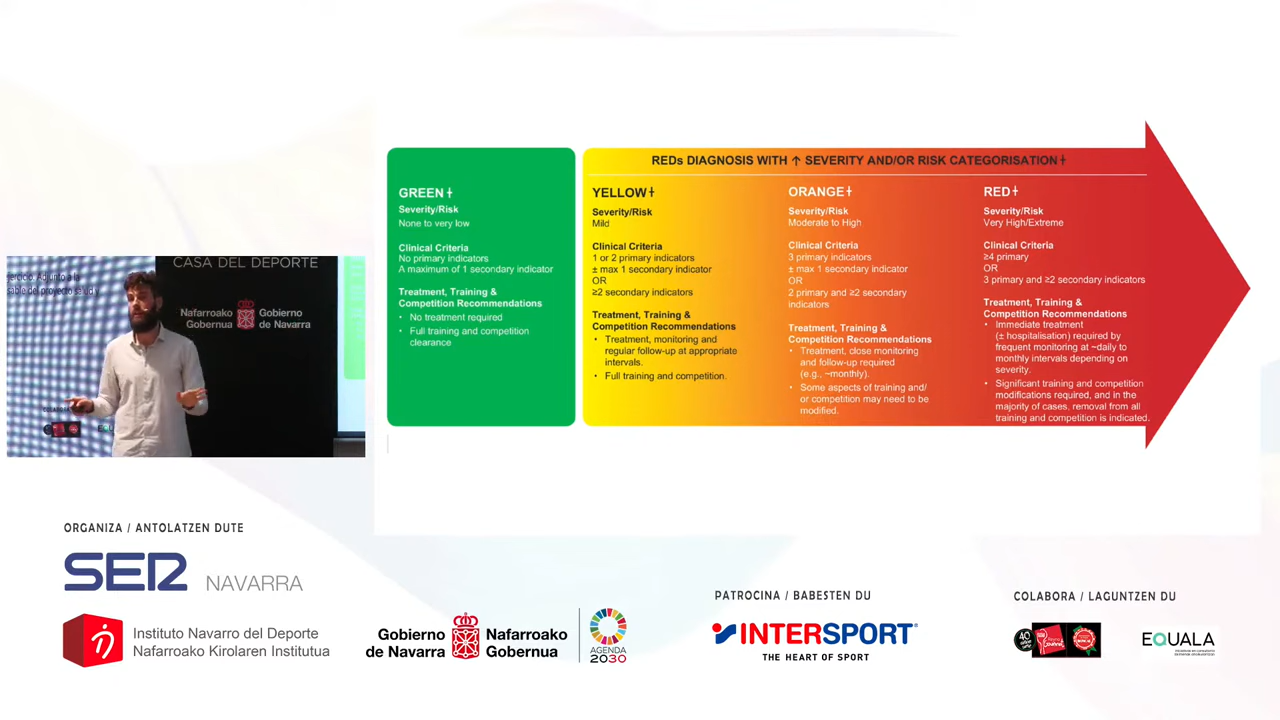 REDs DIAGNOSIS WITH ↑ SEVERITY AND/OR RISK CATEGORISATION†
GREEN†
Severity/Risk
None to very low
Clinical Criteria
No primary indicators
A maximum of 1 secondary indicator
Treatment, Training &
Competition Recommendations
• No treatment required
• Full training and competition
clearance
YELLOW†
Severity/Risk
Mild
Clinical Criteria
1 or 2 primary indicators
± max 1 secondary indicator
OR
≥2 secondary indicators
Treatment, Training &
Competition Recommendations
• Treatment, monitoring and
regular follow-up at appropriate
intervals.
• Full training and competition.
ORANGE†
Severity/Risk
Moderate to High
Clinical Criteria
3 primary indicators
± max 1 secondary indicator
OR
2 primary and ≥2 secondary
indicators
Treatment, Training &
Competition Recommendations
• Treatment, close monitoring
and follow-up required
(e.g., ~monthly).
• Some aspects of training and/
or competition may need to be
modified.
RED†
Severity/Risk
Very High/Extreme
Clinical Criteria
≥4 primary
OR
3 primary and ≥2 secondary indicators
Treatment, Training &
Competition Recommendations
• Immediate treatment
(± hospitalisation) required by
frequent monitoring at ~daily to
monthly intervals depending on
severity.
• Significant training and competition
modifications required, and in the
majority of cases, removal from all
training and competition is indicated.
CASA DEL DEPORTE
Nafarroako
Gobernua
Gobierno
de Navarra
ORGANIZA / ANTOLATZEN DUTE
SER NAVARRA
Instituto Navarro del Deporte
Nafarroako Kirolaren Institutua
Gobierno
de Navarra
Nafarroako
Gobernua
AGENDA
2030
PATROCINA / BABESTEN DU
INTERSPORT®
THE HEART OF SPORT
COLABORA / LAGUNTZEN DU
40
EQUALA